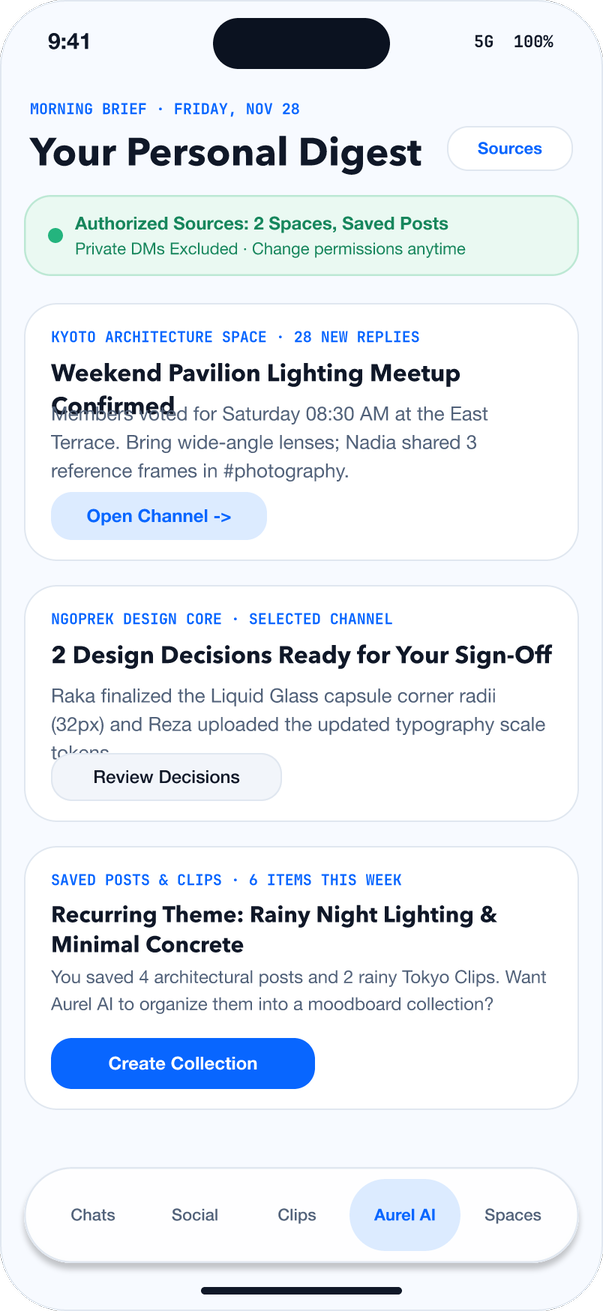 9:41
5G 100%
MORNING BRIEF · FRIDAY, NOV 28
Your Personal Digest
Sources
Authorized Sources: 2 Spaces, Saved Posts
Private DMs Excluded · Change permissions anytime
KYOTO ARCHITECTURE SPACE · 28 NEW REPLIES
Weekend Pavilion Lighting Meetup
Confirmed
Members voted for Saturday 08:30 AM at the East
Terrace. Bring wide-angle lenses; Nadia shared 3
reference frames in #photography.
Open Channel ->
NGOPREK DESIGN CORE · SELECTED CHANNEL
2 Design Decisions Ready for Your Sign-Off
Raka finalized the Liquid Glass capsule corner radii
(32px) and Reza uploaded the updated typography scale
tokens.
Review Decisions
SAVED POSTS & CLIPS · 6 ITEMS THIS WEEK
Recurring Theme: Rainy Night Lighting &
Minimal Concrete
You saved 4 architectural posts and 2 rainy Tokyo Clips. Want
Aurel AI to organize them into a moodboard collection?
Create Collection
Chats
Social
Clips
Aurel AI
Spaces